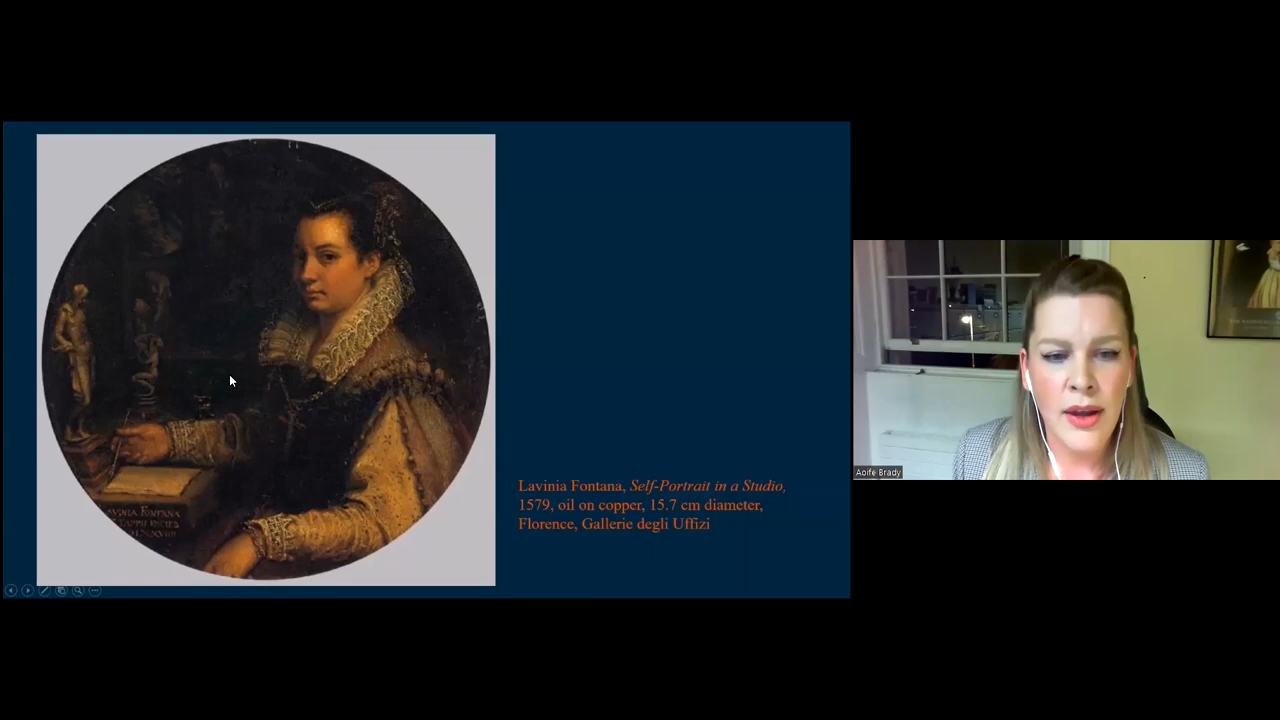 Lavinia Fontana, Self-Portrait in a Studio,
1579, oil on copper, 15.7 cm diameter,
Florence, Gallerie degli Uffizi
LAVINIA FONTANA
Aoife Brady